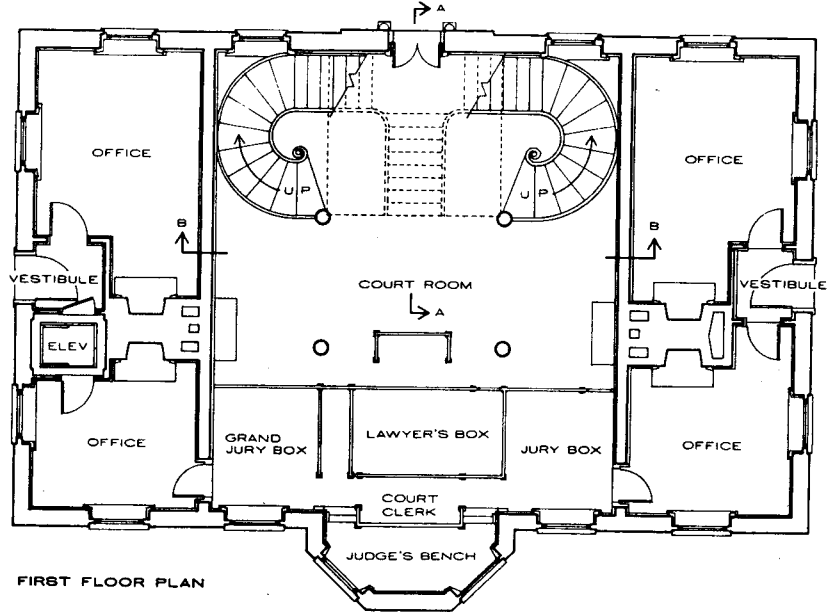 A
OFFICE
OFFICE
UP
UP
B
B
VESTIBULE
COURT ROOM
VESTIBULE
A
ELEV.
GRAND
JURY BOX
LAWYER'S BOX
JURY BOX
OFFICE
OFFICE
COURT
CLERK
JUDGE'S BENCH
FIRST FLOOR PLAN